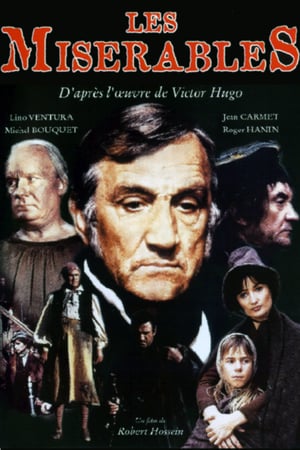 LES
MISERABLES
D'après l'œuvre de Victor Hugo
Lino VENTURA
Michel BOUQUET
Jean CARMET
Roger HANIN
Un film de
Robert Hossein